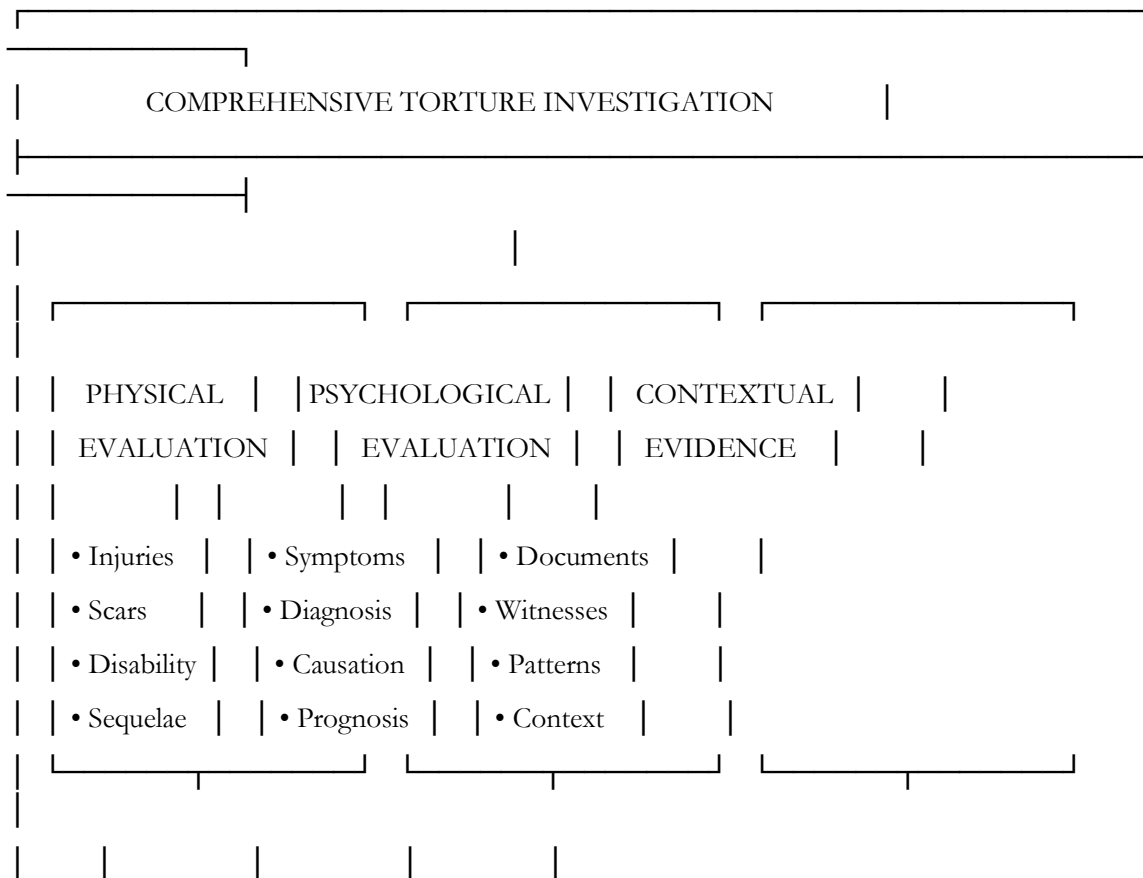 COMPREHENSIVE TORTURE INVESTIGATION
PHYSICAL PSYCHOLOGICAL CONTEXTUAL
EVALUATION EVALUATION EVIDENCE
• Injuries • Symptoms • Documents
• Scars • Diagnosis • Witnesses
• Disability • Causation • Patterns
• Sequelae • Prognosis • Context